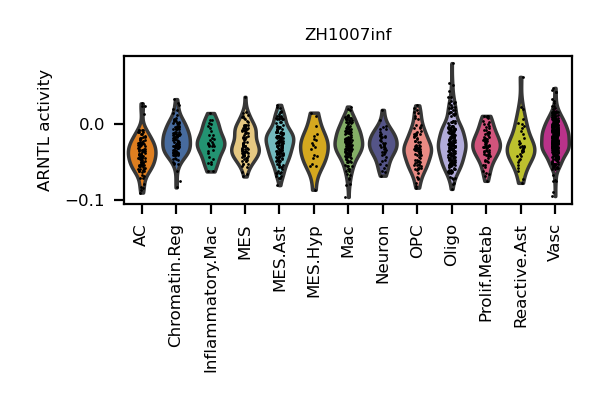 ZH1007inf
ARNTL activity
0.0
−0.1
AC
Chromatin.Reg
Inflammatory.Mac
MES
MES.Ast
MES.Hyp
Mac
Neuron
OPC
Oligo
Prolif.Metab
Reactive.Ast
Vasc